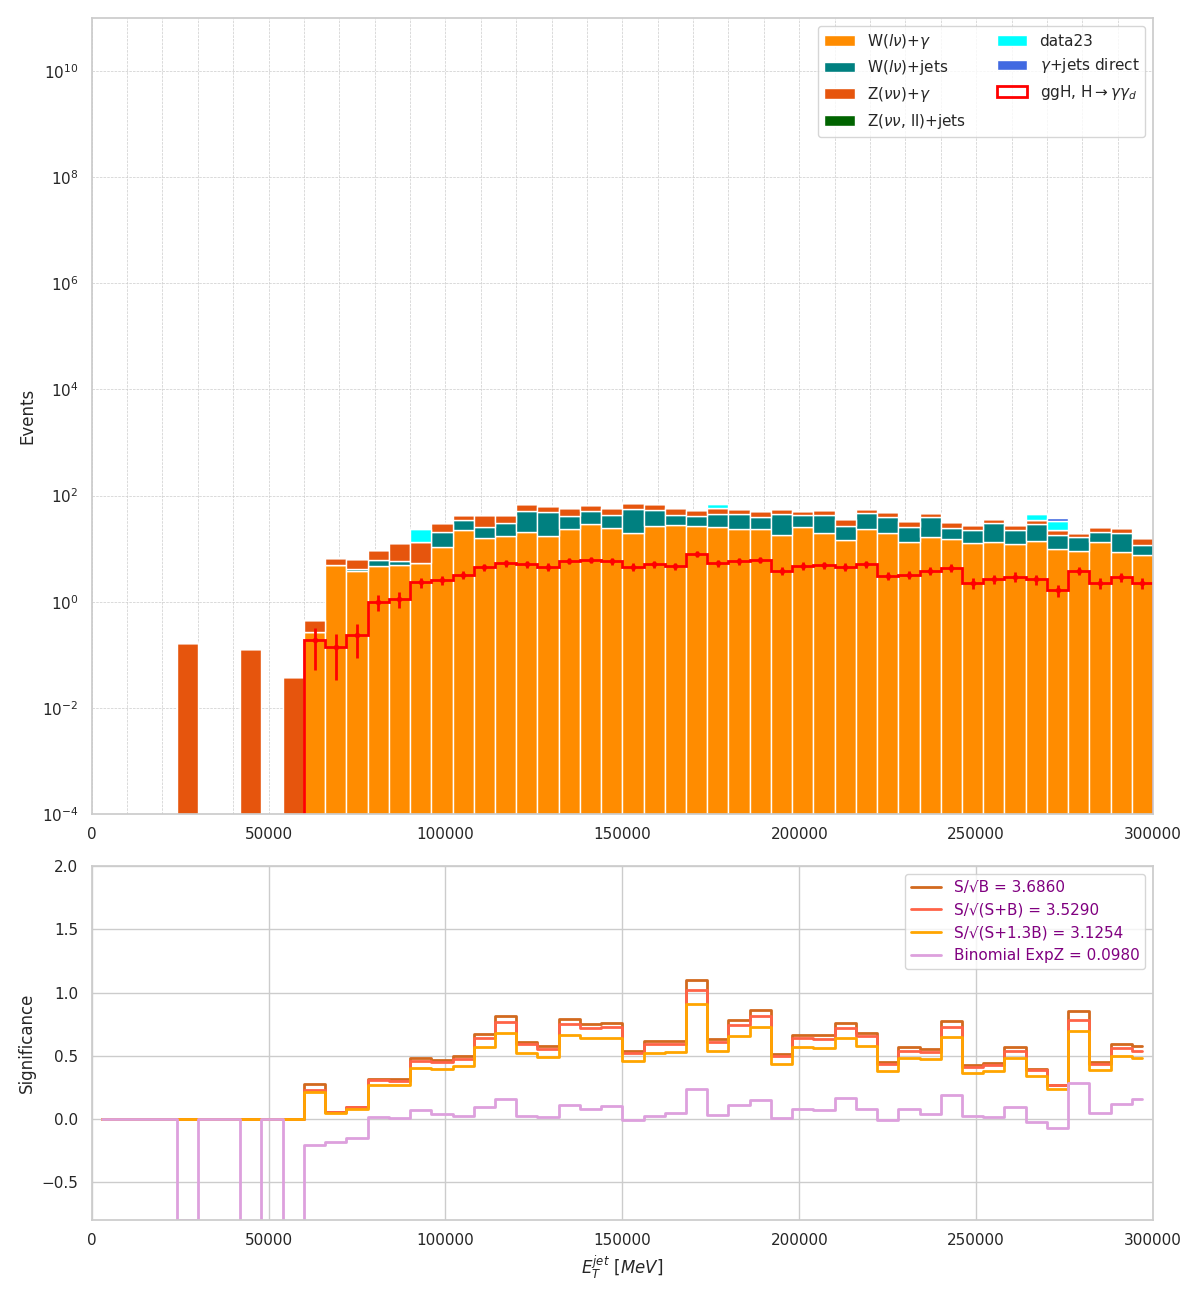 W(lν)+γ
W(lν)+jets
Z(νν)+γ
Z(νν, ll)+jets
data23
γ+jets direct
ggH, H→γγ_d
10^10
10^8
10^6
10^4
10^2
10^0
10^−2
10^−4
Events
0 50000 100000 150000 200000 250000 300000
S/√B = 3.6860
S/√(S+B) = 3.5290
S/√(S+1.3B) = 3.1254
Binomial ExpZ = 0.0980
2.0
1.5
1.0
0.5
0.0
−0.5
Significance
0 50000 100000 150000 200000 250000 300000
E_T^jet [MeV]